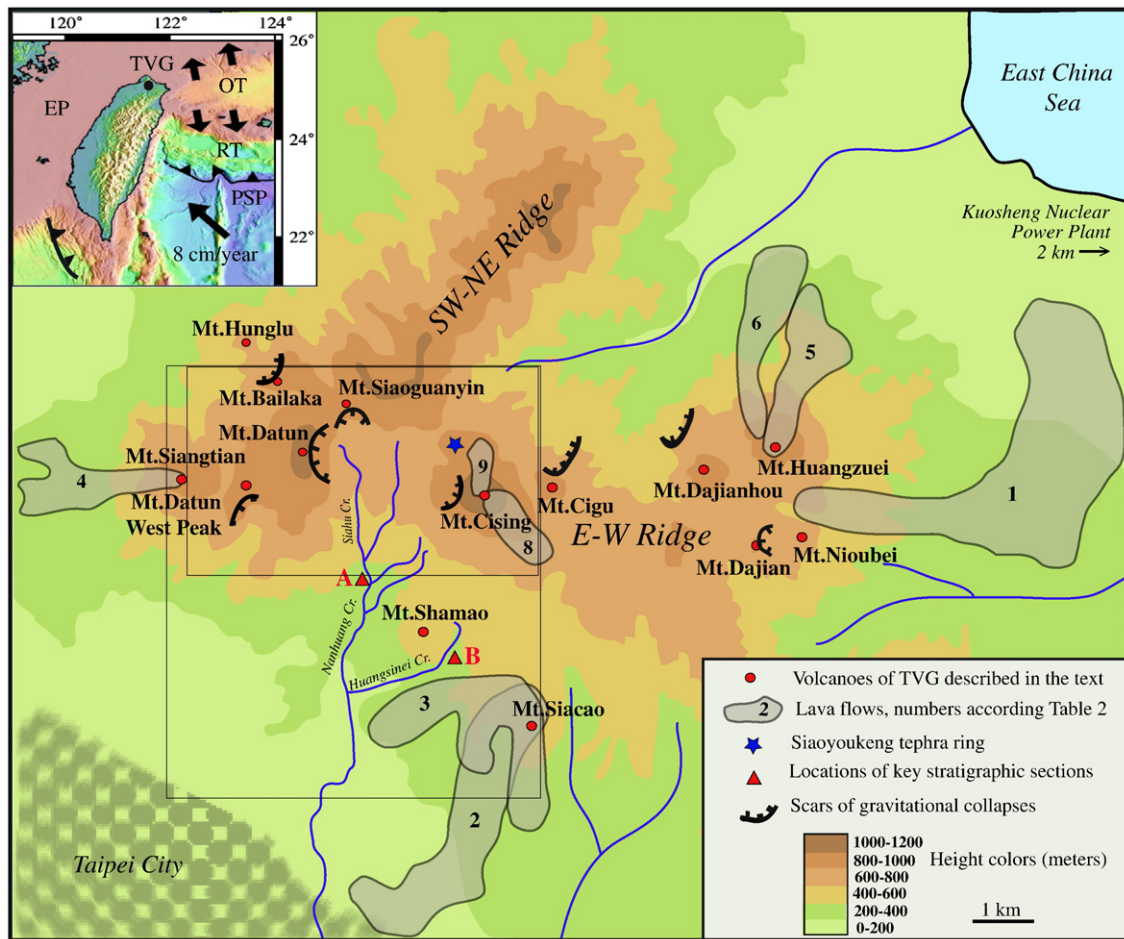 120°
122°
124°
26°
24°
22°
TVG
EP
OT
RT
PSP
8 cm/year
East China
Sea
Kuosheng Nuclear
Power Plant
2 km
SW-NE Ridge
6
5
1
Mt.Hunglu
Mt.Bailaka
Mt.Siaoguanyin
Mt.Datun
Mt.Siangtian
4
Mt.Datun
West Peak
Siahu Cr.
9
Mt.Cising
8
Mt.Cigu
E-W Ridge
Mt.Dajianhou
Mt.Huangzuei
Mt.Dajian
Mt.Nioubei
A
Mt.Shamao
Nanhuang Cr.
Huangsinei Cr.
B
3
Mt.Siacao
2
Taipei City
Volcanoes of TVG described in the text
2
Lava flows, numbers according Table 2
Siaoyoukeng tephra ring
Locations of key stratigraphic sections
Scars of gravitational collapses
1000-1200
800-1000
600-800
400-600
200-400
0-200
Height colors (meters)
1 km